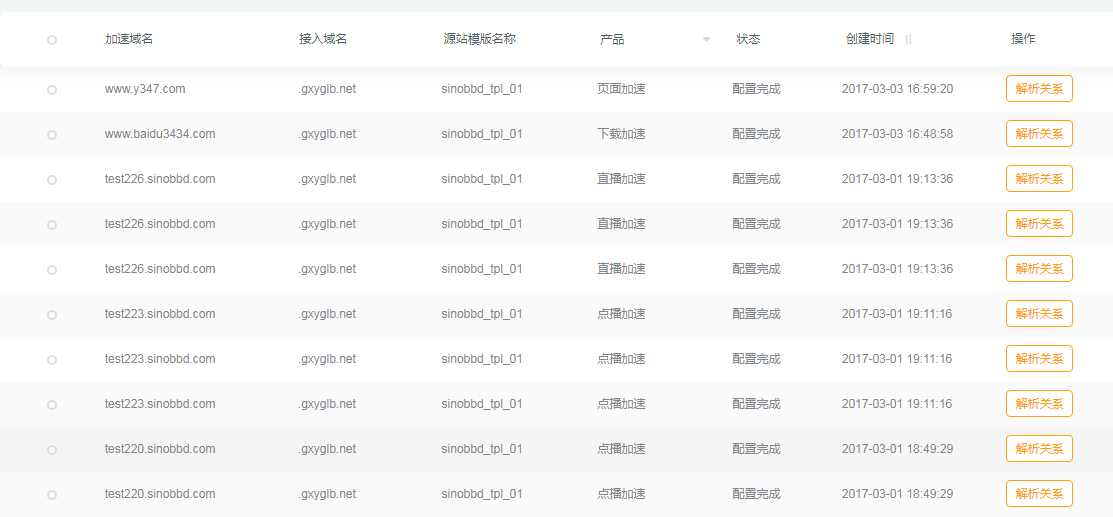 加速域名 接入域名 源站模版名称 产品 状态 创建时间 操作
www.y347.com .gxyglb.net sinobbd_tpl_01 页面加速 配置完成 2017-03-03 16:59:20 解析关系
www.baidu3434.com .gxyglb.net sinobbd_tpl_01 下载加速 配置完成 2017-03-03 16:48:58 解析关系
test226.sinobbd.com .gxyglb.net sinobbd_tpl_01 直播加速 配置完成 2017-03-01 19:13:36 解析关系
test226.sinobbd.com .gxyglb.net sinobbd_tpl_01 直播加速 配置完成 2017-03-01 19:13:36 解析关系
test226.sinobbd.com .gxyglb.net sinobbd_tpl_01 直播加速 配置完成 2017-03-01 19:13:36 解析关系
test223.sinobbd.com .gxyglb.net sinobbd_tpl_01 点播加速 配置完成 2017-03-01 19:11:16 解析关系
test223.sinobbd.com .gxyglb.net sinobbd_tpl_01 点播加速 配置完成 2017-03-01 19:11:16 解析关系
test223.sinobbd.com .gxyglb.net sinobbd_tpl_01 点播加速 配置完成 2017-03-01 19:11:16 解析关系
test220.sinobbd.com .gxyglb.net sinobbd_tpl_01 点播加速 配置完成 2017-03-01 18:49:29 解析关系
test220.sinobbd.com .gxyglb.net sinobbd_tpl_01 点播加速 配置完成 2017-03-01 18:49:29 解析关系